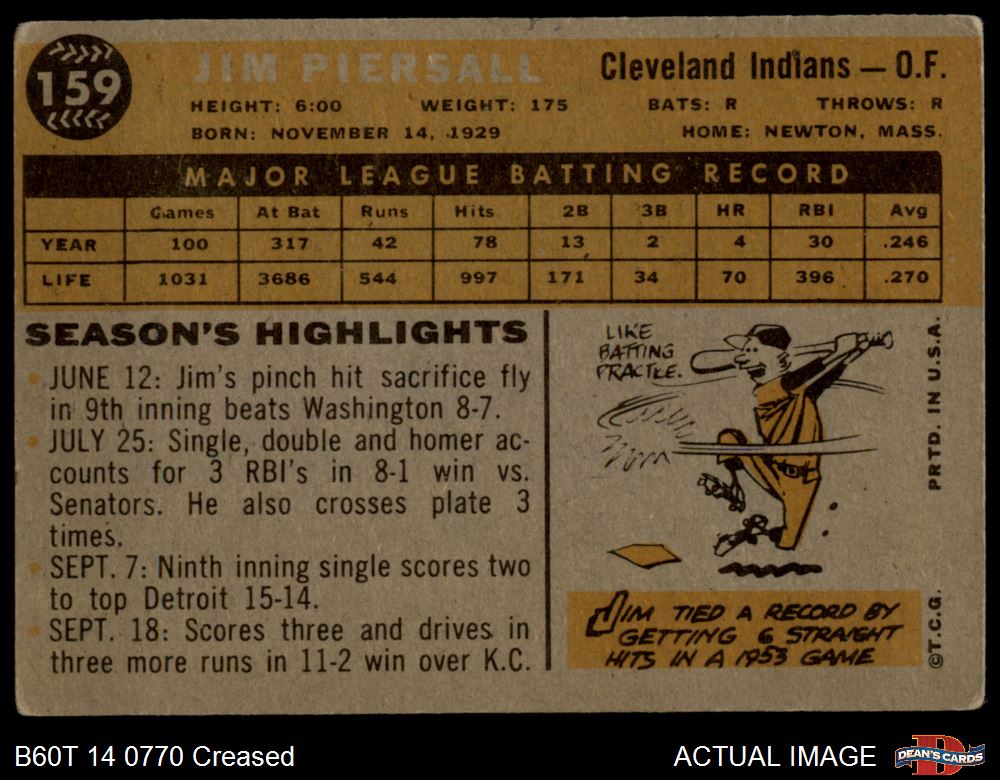 159
JIM PIERSALL
Cleveland Indians — O.F.
HEIGHT: 6:00 WEIGHT: 175 BATS: R THROWS: R
BORN: NOVEMBER 14, 1929 HOME: NEWTON, MASS.
MAJOR LEAGUE BATTING RECORD
Games At Bat Runs Hits 2B 3B HR RBI Avg
YEAR 100 317 42 78 13 2 4 30 .246
LIFE 1031 3686 544 997 171 34 70 396 .270
SEASON'S HIGHLIGHTS
• JUNE 12: Jim's pinch hit sacrifice fly
in 9th inning beats Washington 8-7.
• JULY 25: Single, double and homer ac-
counts for 3 RBI's in 8-1 win vs.
Senators. He also crosses plate 3
times.
• SEPT. 7: Ninth inning single scores two
to top Detroit 15-14.
• SEPT. 18: Scores three and drives in
three more runs in 11-2 win over K.C.
LIKE
BATTING
PRACTICE.
JIM TIED A RECORD BY
GETTING 6 STRAIGHT
HITS IN A 1953 GAME
PRTD. IN U.S.A.
©T.C.G.
B60T 14 0770 Creased
ACTUAL IMAGE
D
DEAN'S CARDS